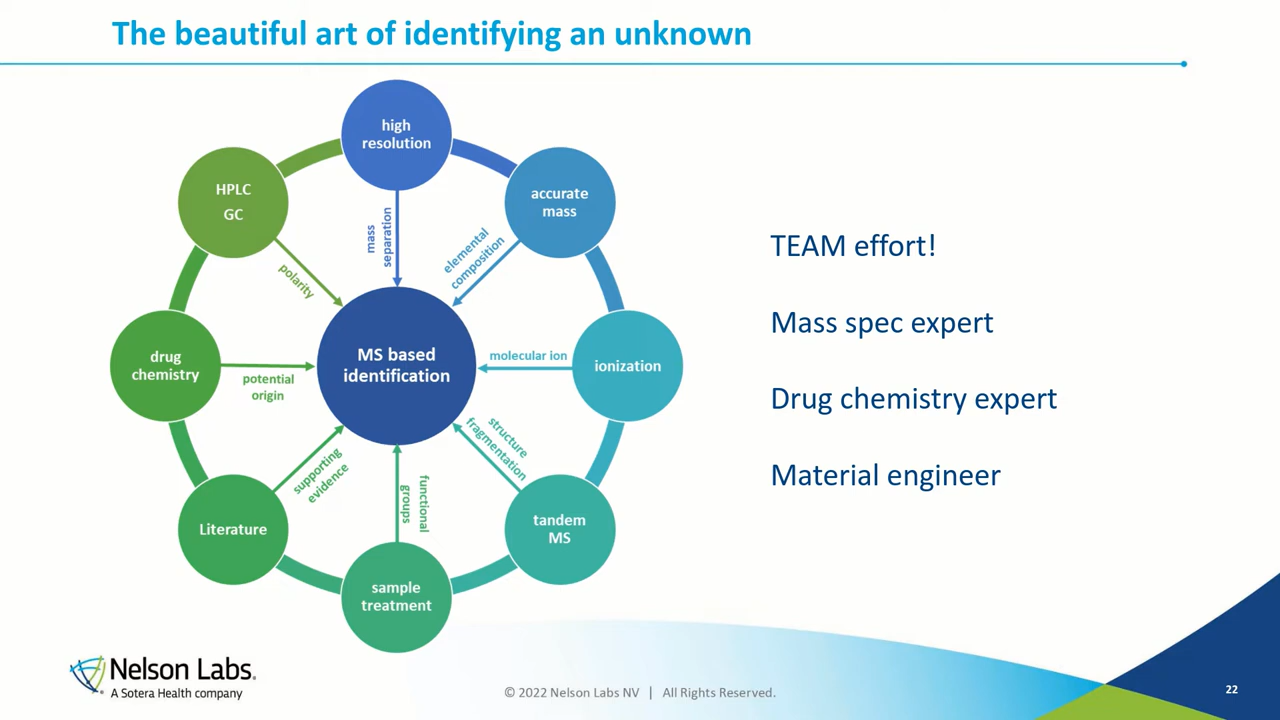 The beautiful art of identifying an unknown
high
resolution
accurate
mass
ionization
tandem
MS
sample
treatment
Literature
drug
chemistry
HPLC
GC
MS based
identification
mass
separation
elemental
composition
molecular ion
structure
fragmentation
functional
groups
supporting
evidence
potential
origin
polarity
TEAM effort!
Mass spec expert
Drug chemistry expert
Material engineer
Nelson Labs®
A Sotera Health company
© 2022 Nelson Labs NV | All Rights Reserved.
22